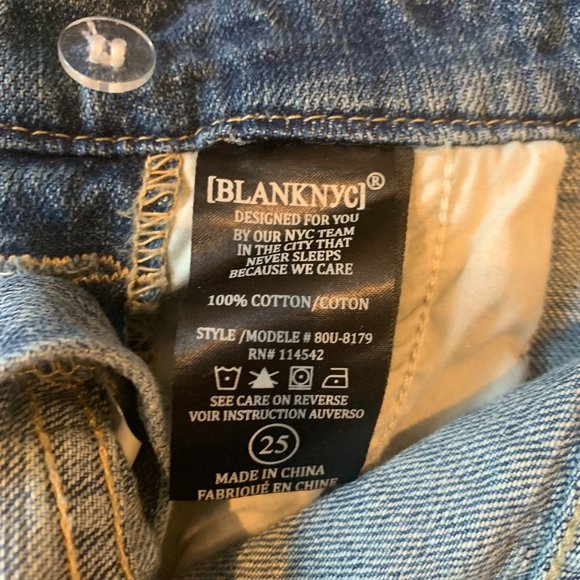 [BLANKNYC]®
DESIGNED FOR YOU
BY OUR NYC TEAM
IN THE CITY THAT
NEVER SLEEPS
BECAUSE WE CARE
100% COTTON/COTON
STYLE /MODELE # 80U-8179
RN# 114542
SEE CARE ON REVERSE
VOIR INSTRUCTION AUVERSO
25
MADE IN CHINA
FABRIQUÉ EN CHINE